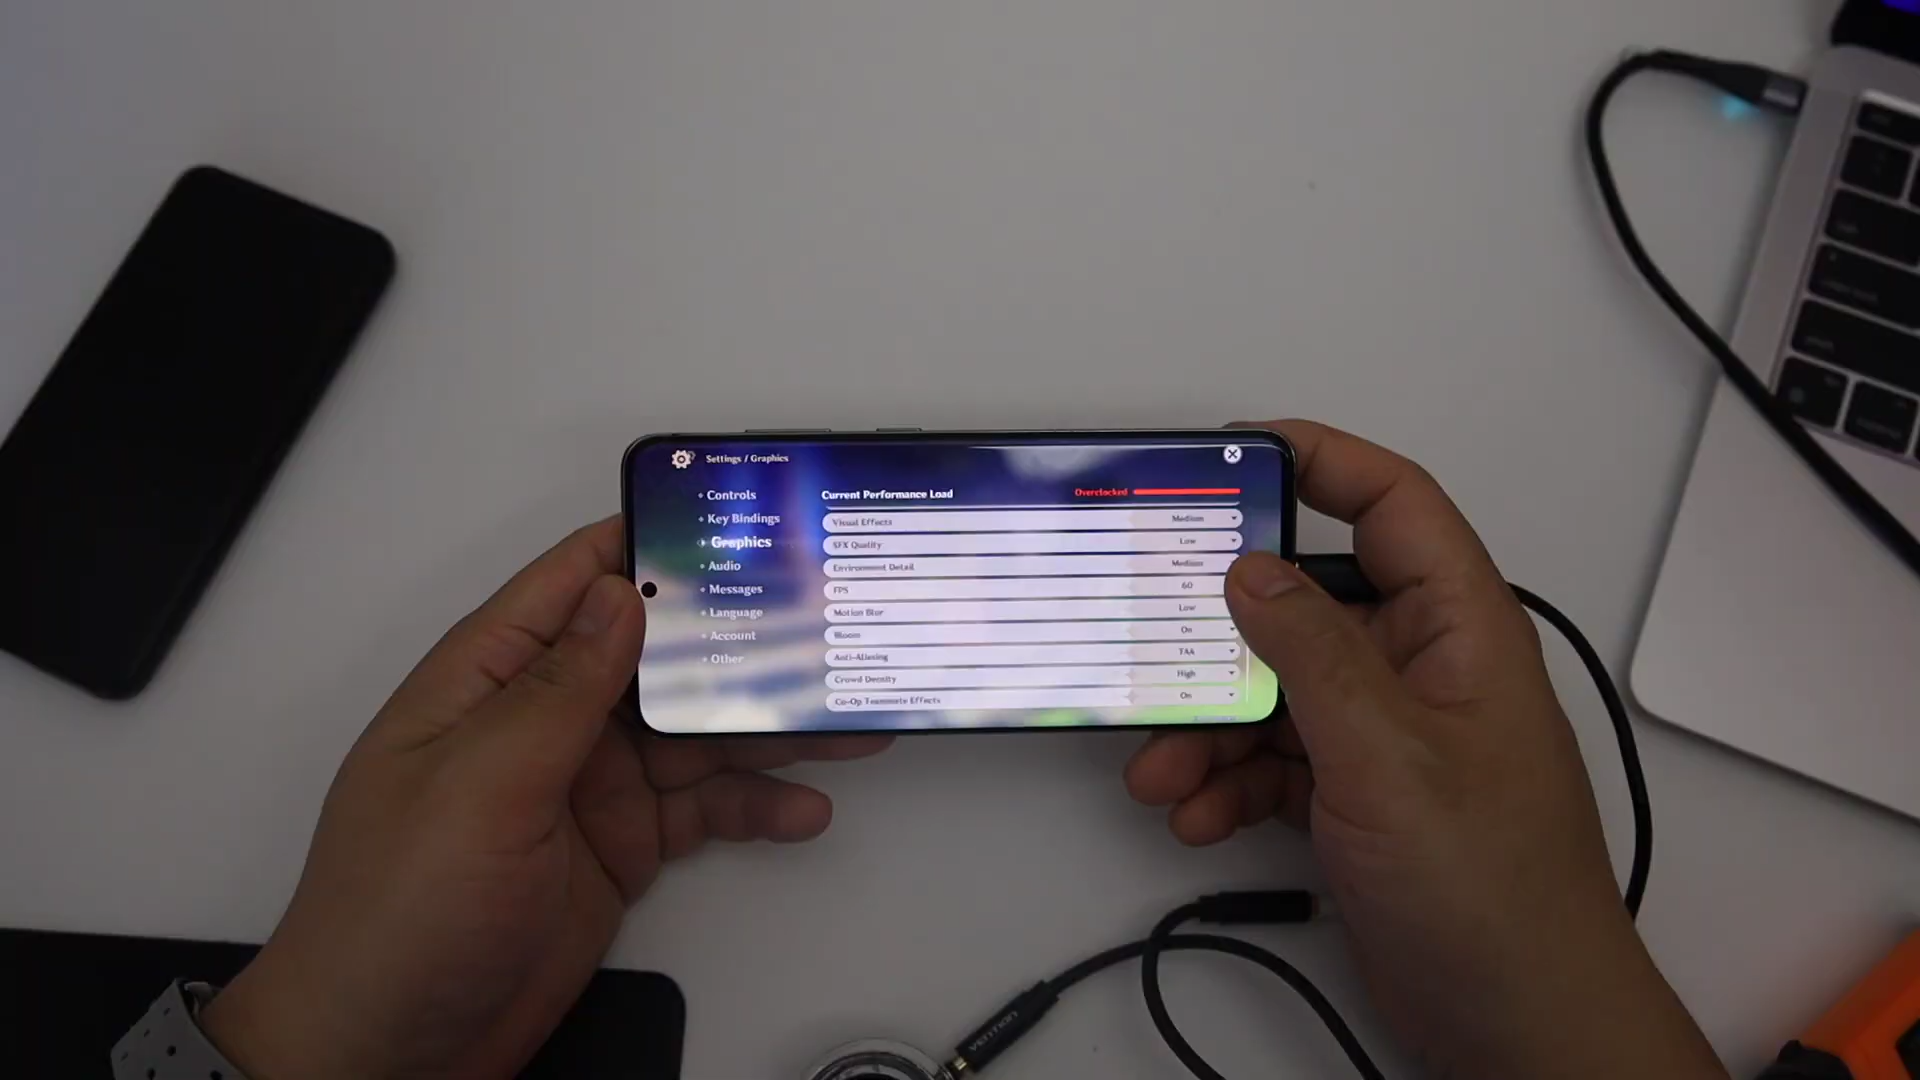 Settings / Graphics
Controls
Key Bindings
Graphics
Audio
Messages
Language
Account
Other
Current Performance Load Overclocked
Visual Effects Medium
SFX Quality Low
Environment Detail Medium
FPS 60
Motion Blur Low
Bloom On
Anti-Aliasing TAA
Crowd Density High
Co-Op Teammate Effects On
VENTION